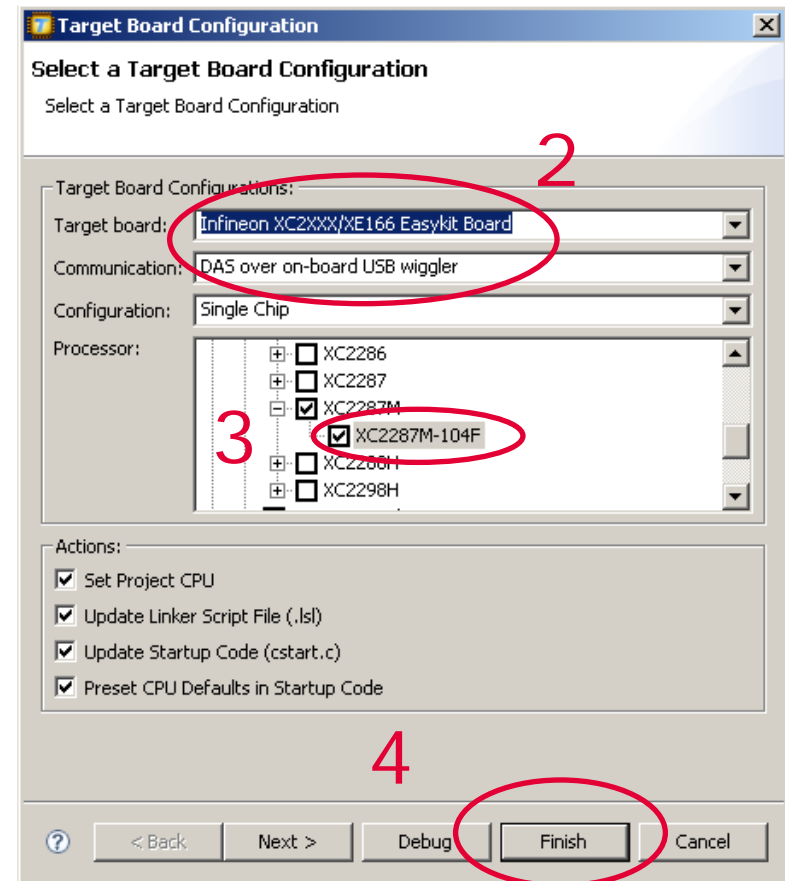 Target Board Configuration
Select a Target Board Configuration
Select a Target Board Configuration
2
Target Board Configurations:
Target board: Infineon XC2XXX/XE166 Easykit Board
Communication: DAS over on-board USB wiggler
Configuration: Single Chip
Processor: XC2286
XC2287
XC2287M
3 XC2287M-104F
XC2288H
XC2298H
Actions:
Set Project CPU
Update Linker Script File (.lsl)
Update Startup Code (cstart.c)
Preset CPU Defaults in Startup Code
4
? < Back Next > Debug Finish Cancel